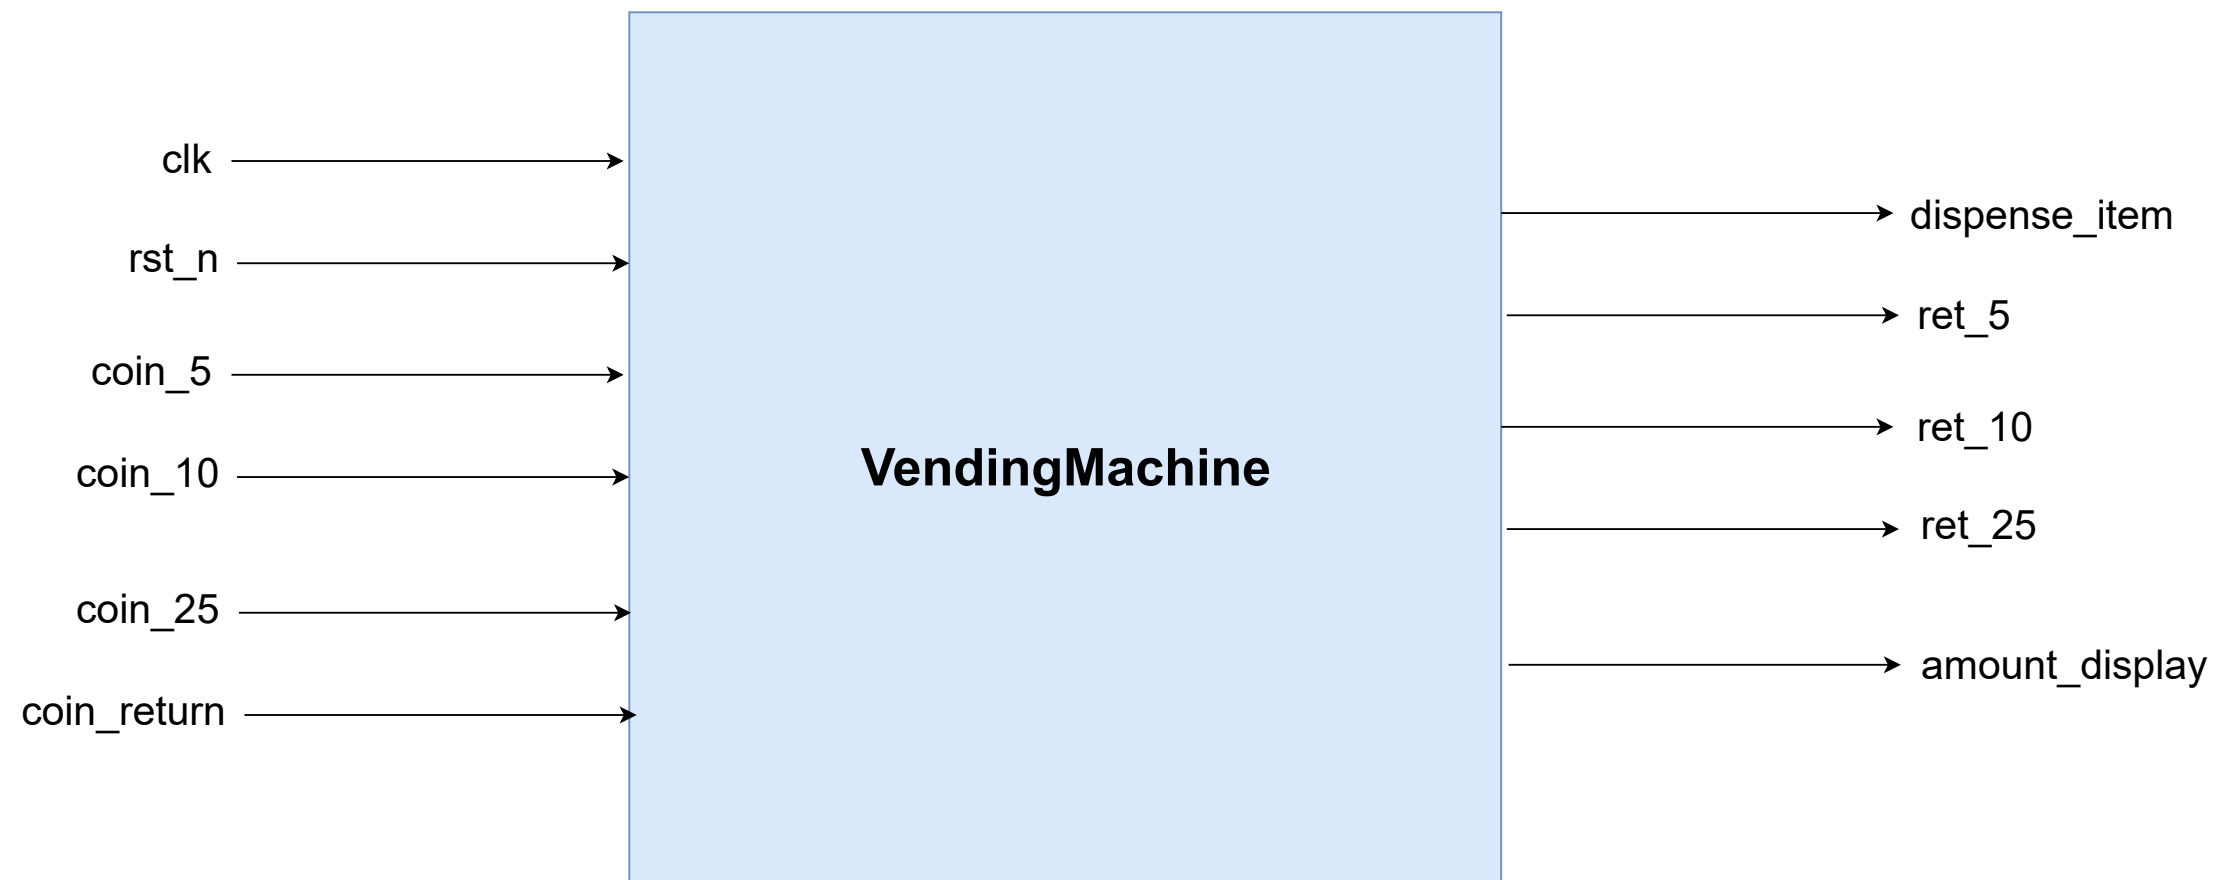 clk
rst_n
coin_5
coin_10
coin_25
coin_return
VendingMachine
dispense_item
ret_5
ret_10
ret_25
amount_display